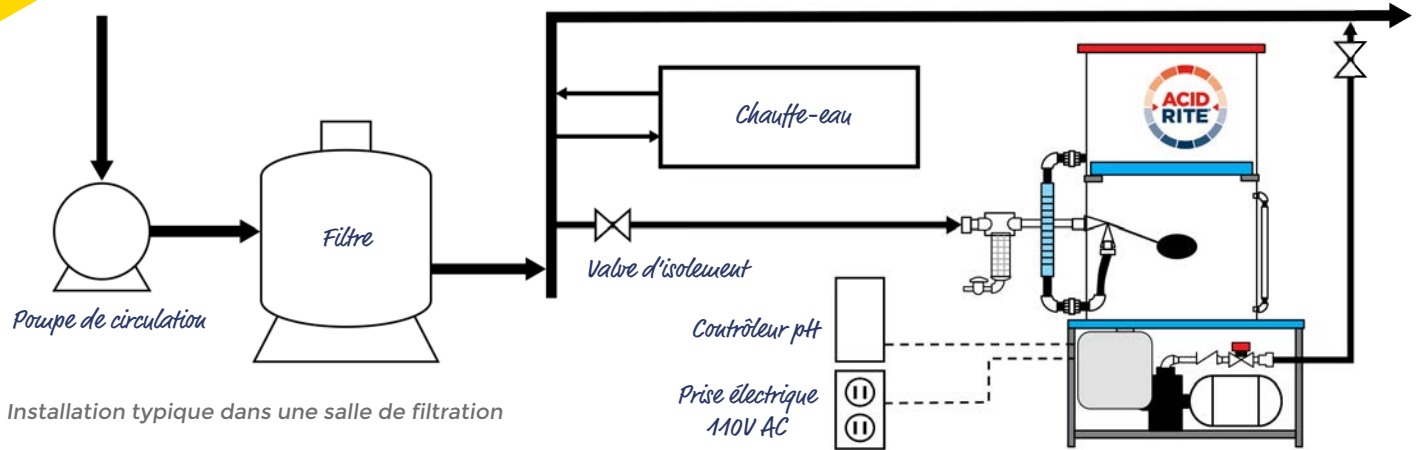 ACID
RITE
Chauffe-eau
Filtre
Valve d'isolement
Pompe de circulation
Contrôleur pH
Prise électrique
110V AC
Installation typique dans une salle de filtration